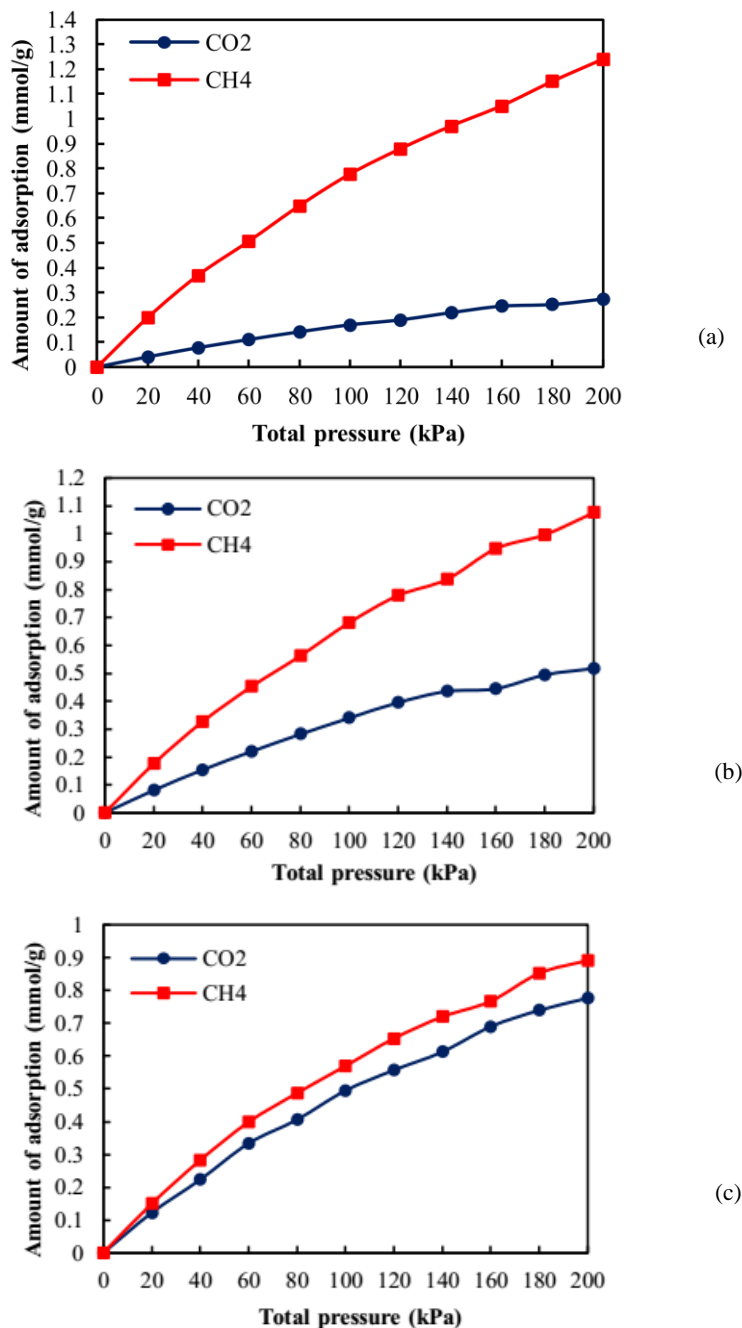 1.4
1.3
1.2
1.1
1
0.9
0.8
0.7
0.6
0.5
0.4
0.3
0.2
0.1
0
Amount of adsorption (mmol/g)
CO2
CH4
0 20 40 60 80 100 120 140 160 180 200
Total pressure (kPa)
(a)
1.2
1.1
1
0.9
0.8
0.7
0.6
0.5
0.4
0.3
0.2
0.1
0
Amount of adsorption (mmol/g)
CO2
CH4
0 20 40 60 80 100 120 140 160 180 200
Total pressure (kPa)
(b)
1
0.9
0.8
0.7
0.6
0.5
0.4
0.3
0.2
0.1
0
Amount of adsorption (mmol/g)
CO2
CH4
0 20 40 60 80 100 120 140 160 180 200
Total pressure (kPa)
(c)